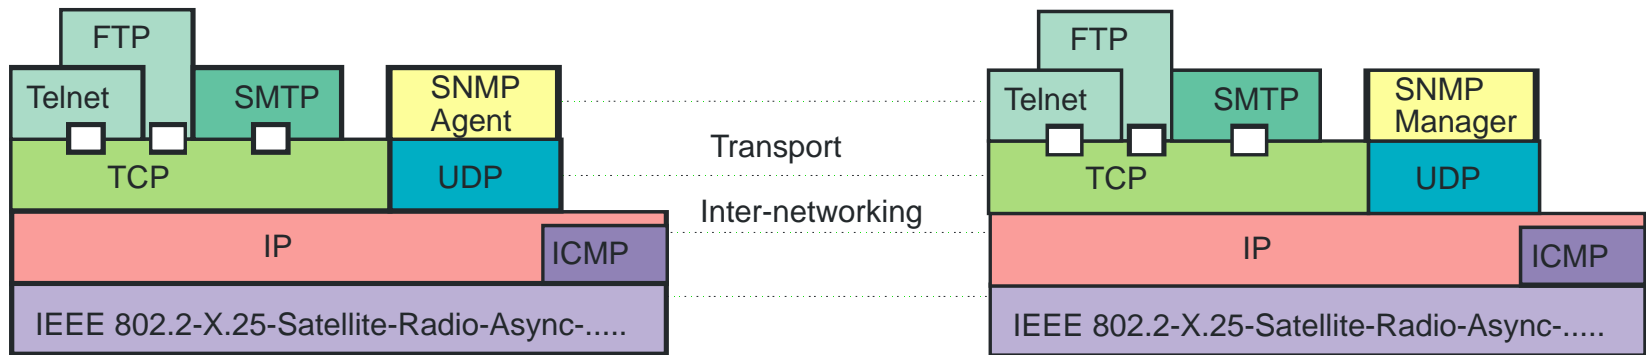 FTP
Telnet
SMTP
SNMP
Agent
TCP
UDP
IP
ICMP
IEEE 802.2-X.25-Satellite-Radio-Async-.....
Transport
Inter-networking
FTP
Telnet
SMTP
SNMP
Manager
TCP
UDP
IP
ICMP
IEEE 802.2-X.25-Satellite-Radio-Async-.....